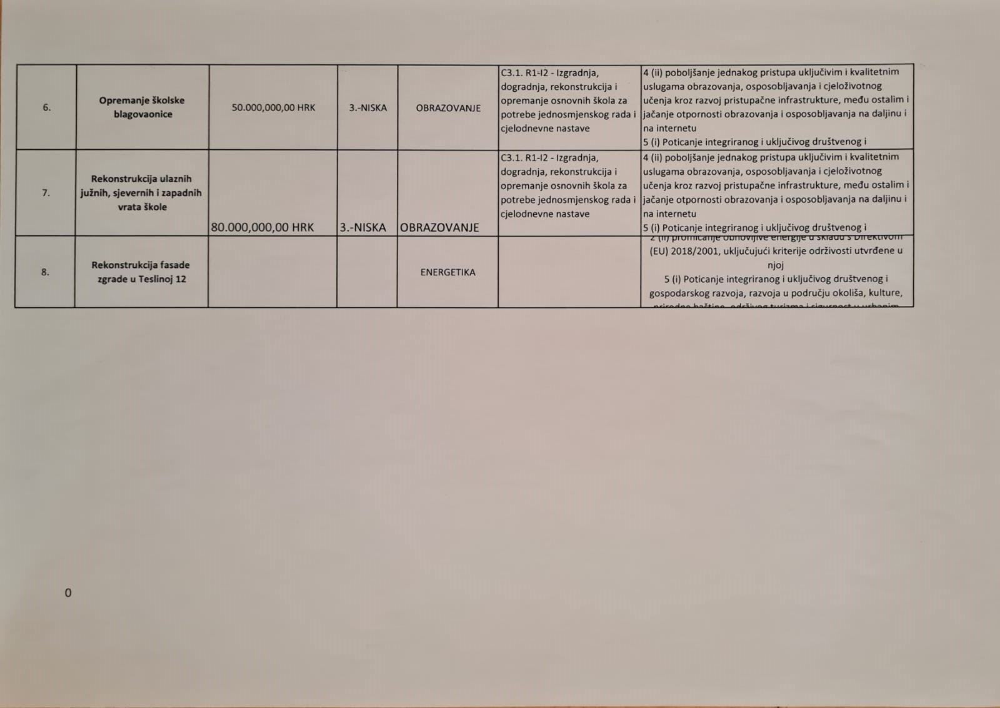 6.
Opremanje školske
blagovaonice
50.000,000,00 HRK
3.-NISKA
OBRAZOVANJE
C3.1. R1-I2 - Izgradnja,
dogradnja, rekonstrukcija i
opremanje osnovnih škola za
potrebe jednosmjenskog rada i
cjelodnevne nastave
4 (ii) poboljšanje jednakog pristupa uključivim i kvalitetnim
uslugama obrazovanja, osposobljavanja i cjeloživotnog
učenja kroz razvoj pristupačne infrastrukture, među ostalim i
jačanje otpornosti obrazovanja i osposobljavanja na daljinu i
na internetu
5 (i) Poticanje integriranog i uključivog društvenog i
7.
Rekonstrukcija ulaznih
južnih, sjevernih i zapadnih
vrata škole
80.000,000,00 HRK
3.-NISKA
OBRAZOVANJE
C3.1. R1-I2 - Izgradnja,
dogradnja, rekonstrukcija i
opremanje osnovnih škola za
potrebe jednosmjenskog rada i
cjelodnevne nastave
4 (ii) poboljšanje jednakog pristupa uključivim i kvalitetnim
uslugama obrazovanja, osposobljavanja i cjeloživotnog
učenja kroz razvoj pristupačne infrastrukture, među ostalim i
jačanje otpornosti obrazovanja i osposobljavanja na daljinu i
na internetu
5 (i) Poticanje integriranog i uključivog društvenog i
8.
Rekonstrukcija fasade
zgrade u Teslinoj 12
ENERGETIKA
2 (ii) promicanje obnovljive energije u skladu s Direktivom
(EU) 2018/2001, uključujući kriterije održivosti utvrđene u
njoj
5 (i) Poticanje integriranog i uključivog društvenog i
gospodarskog razvoja, razvoja u području okoliša, kulture,
prirodne baštine, održivog turizma i sigurnost u urbanim
0